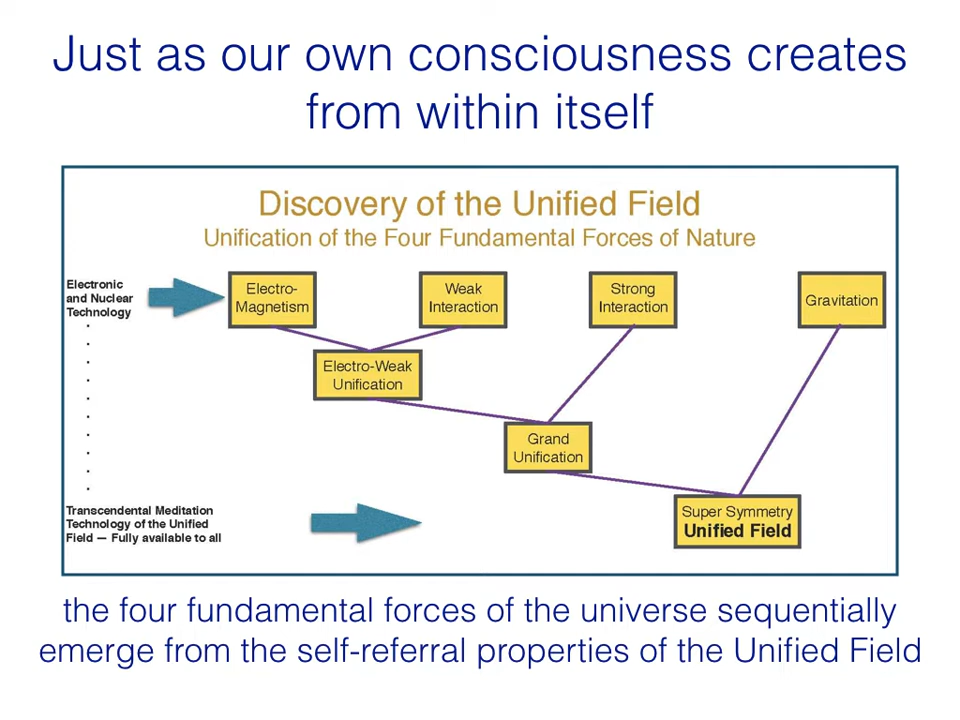 Just as our own consciousness creates
from within itself
Discovery of the Unified Field
Unification of the Four Fundamental Forces of Nature
Electronic
and Nuclear
Technology
Electro-
Magnetism
Weak
Interaction
Strong
Interaction
Gravitation
Electro-Weak
Unification
Grand
Unification
Transcendental Meditation
Technology of the Unified
Field — Fully available to all
Super Symmetry
Unified Field
the four fundamental forces of the universe sequentially
emerge from the self-referral properties of the Unified Field